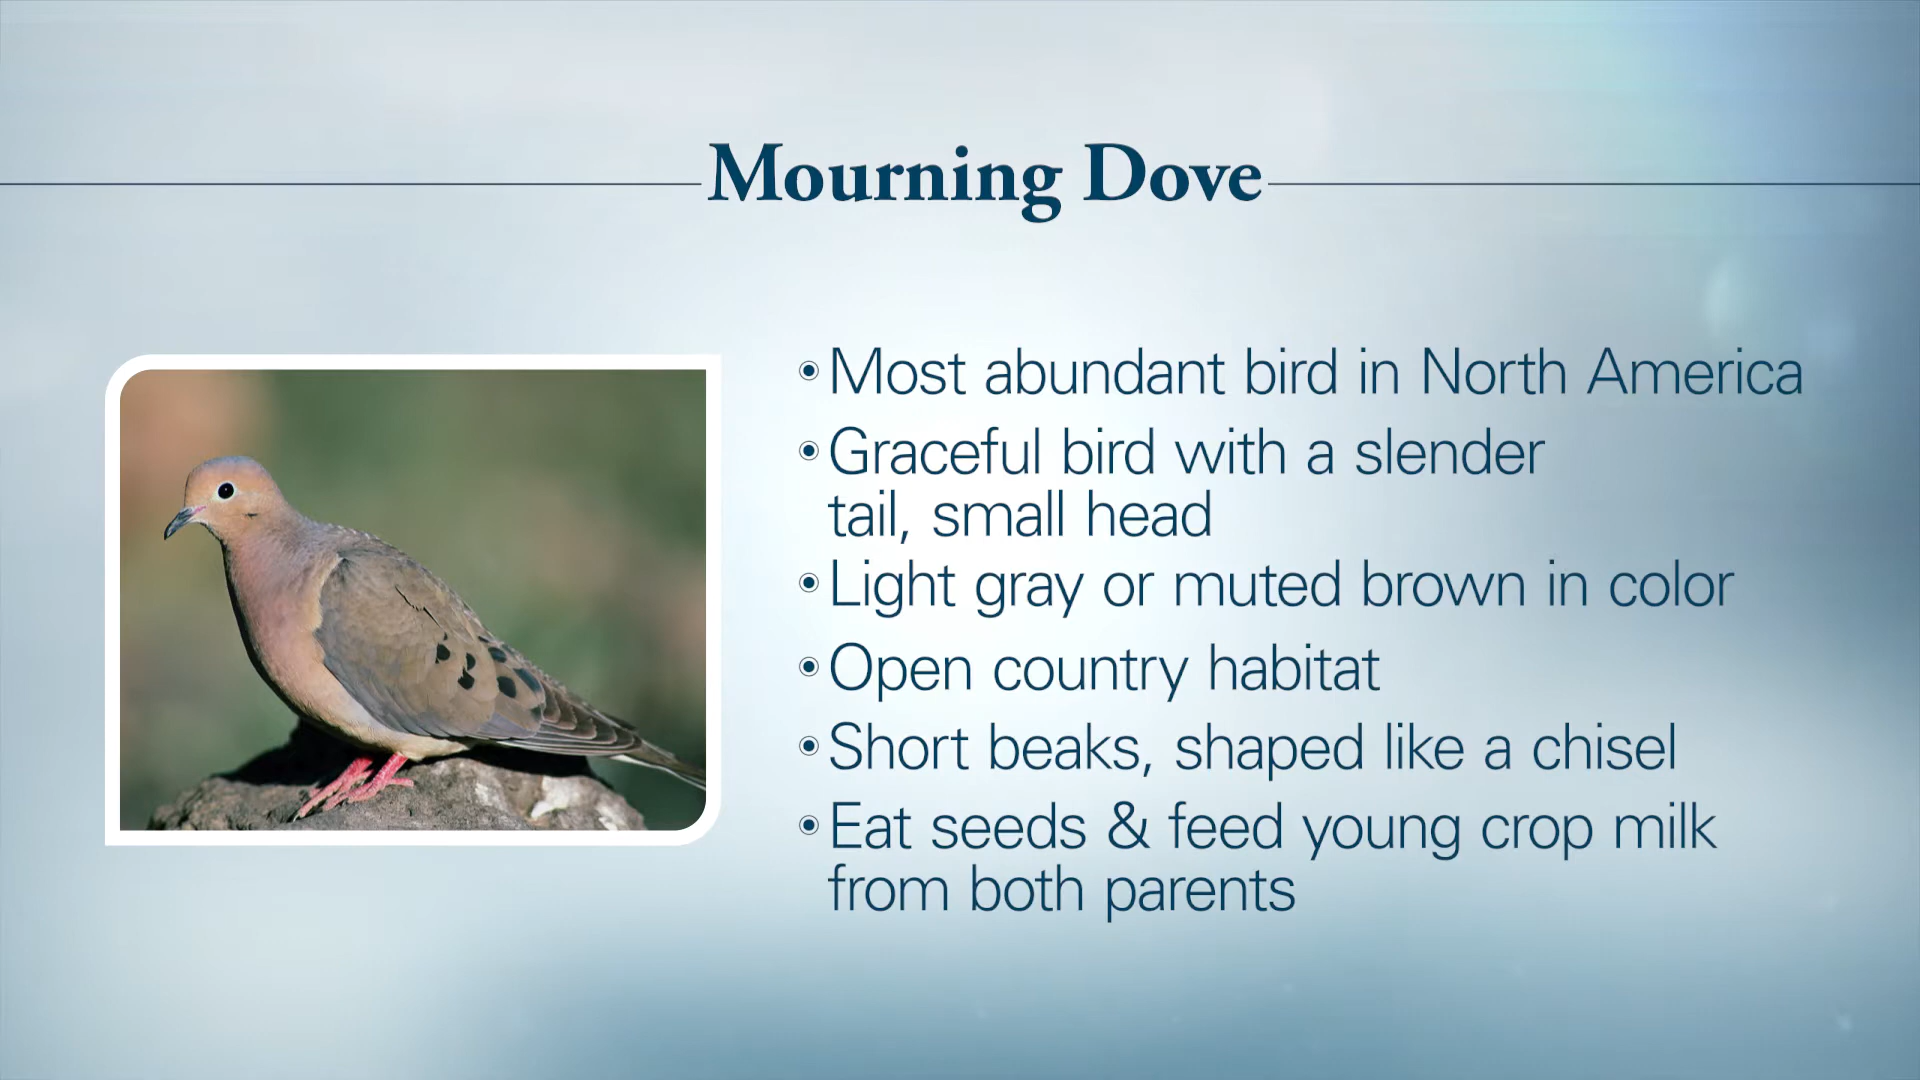 Mourning Dove
Most abundant bird in North America
Graceful bird with a slender
tail, small head
Light gray or muted brown in color
Open country habitat
Short beaks, shaped like a chisel
Eat seeds & feed young crop milk
from both parents